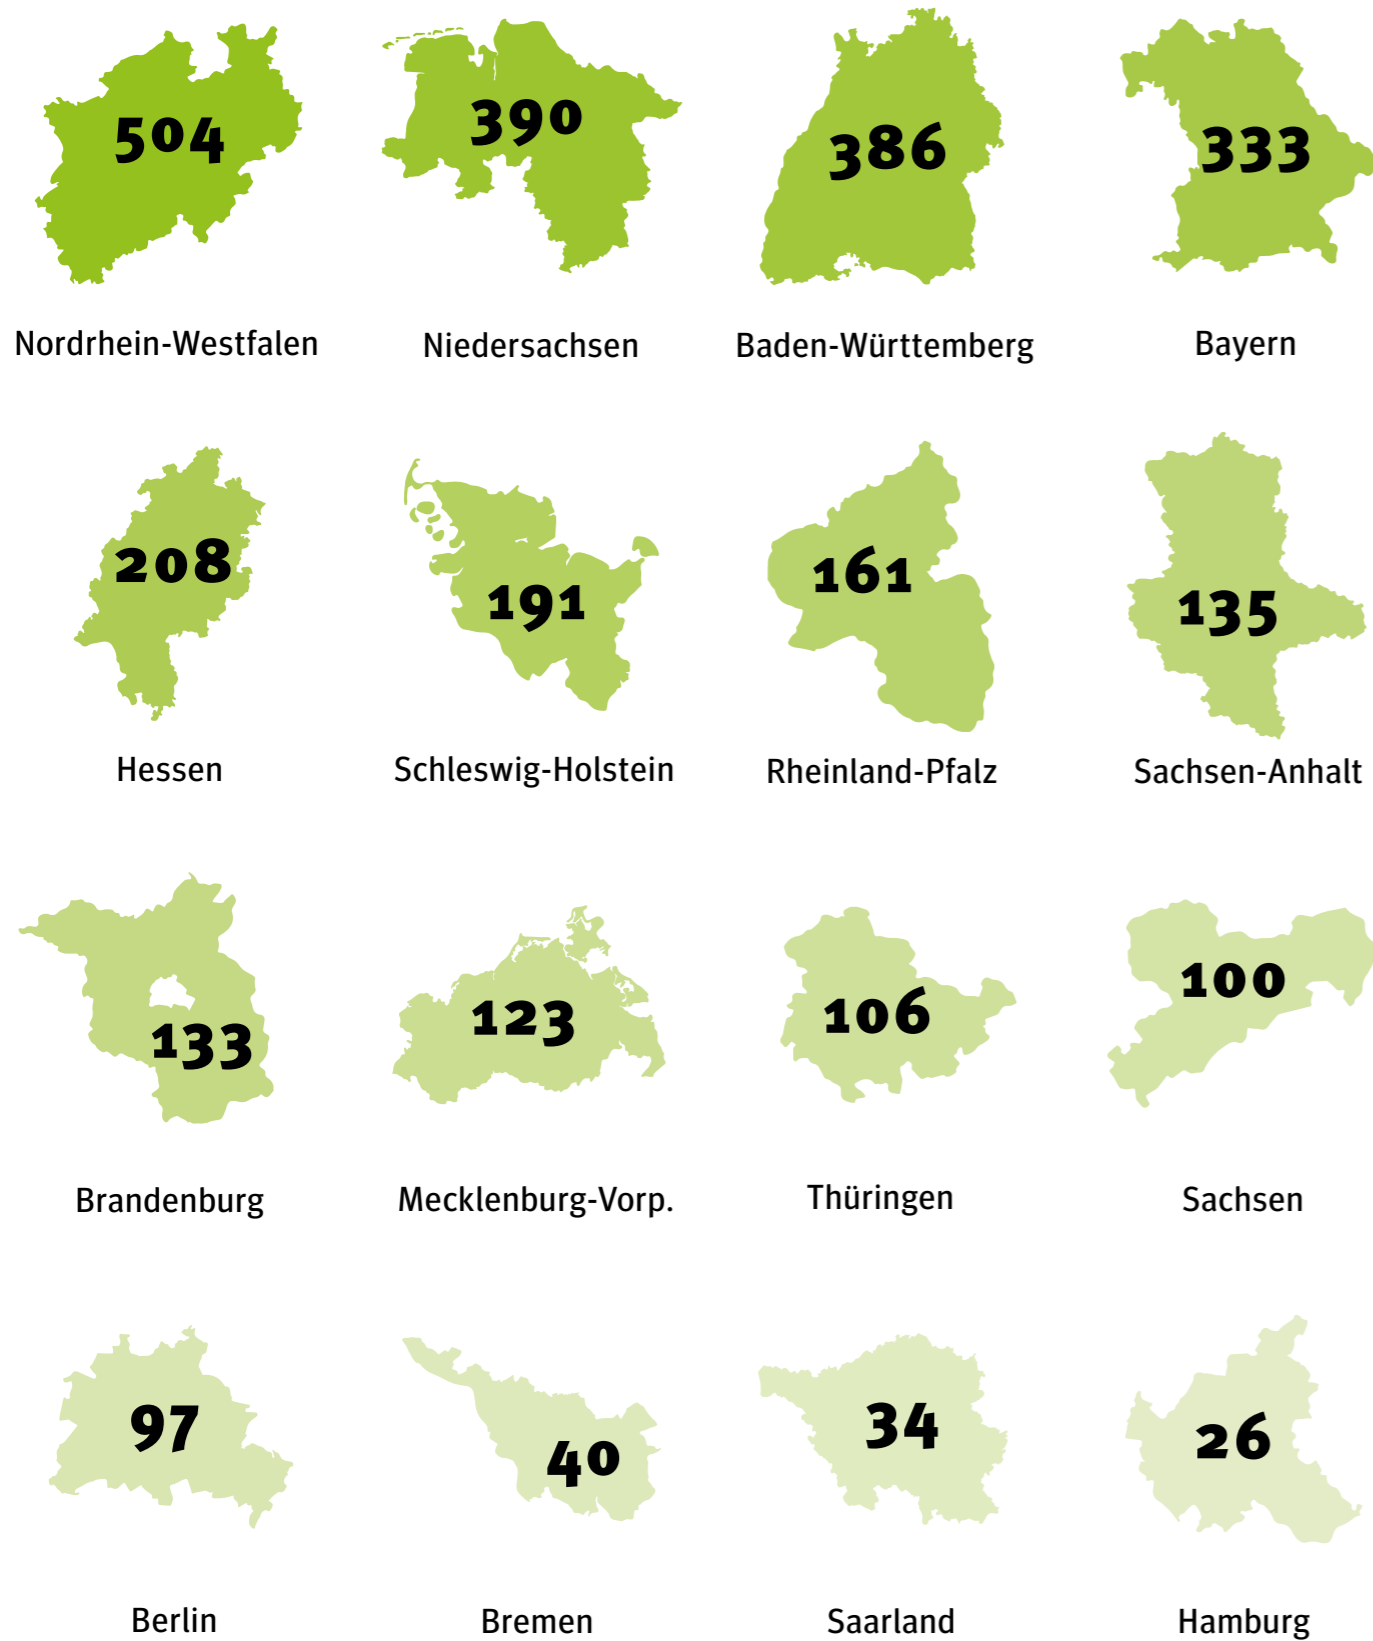 504
390
386
333
Nordrhein-Westfalen
Niedersachsen
Baden-Württemberg
Bayern
208
191
161
135
Hessen
Schleswig-Holstein
Rheinland-Pfalz
Sachsen-Anhalt
133
123
106
100
Brandenburg
Mecklenburg-Vorp.
Thüringen
Sachsen
97
40
34
26
Berlin
Bremen
Saarland
Hamburg